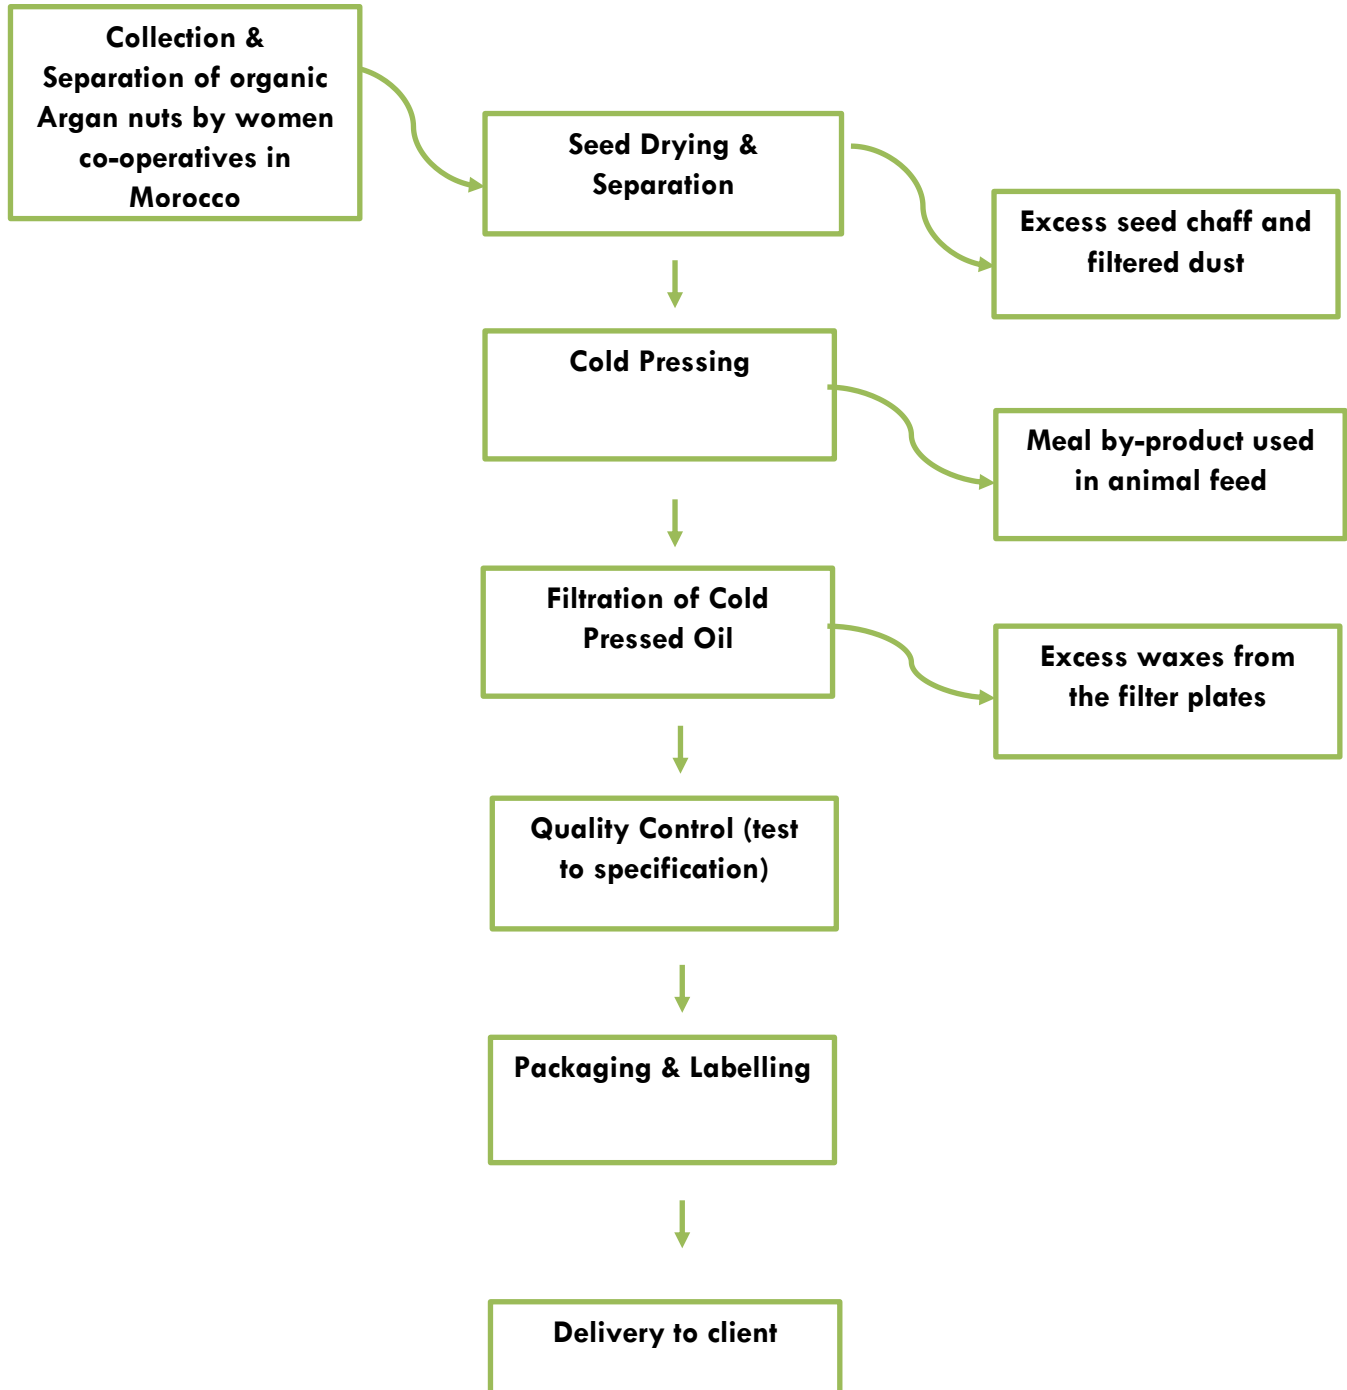 Collection &
Separation of organic
Argan nuts by women
co-operatives in
Morocco
Seed Drying &
Separation
Excess seed chaff and
filtered dust
Cold Pressing
Meal by-product used
in animal feed
Filtration of Cold
Pressed Oil
Excess waxes from
the filter plates
Quality Control (test
to specification)
Packaging & Labelling
Delivery to client